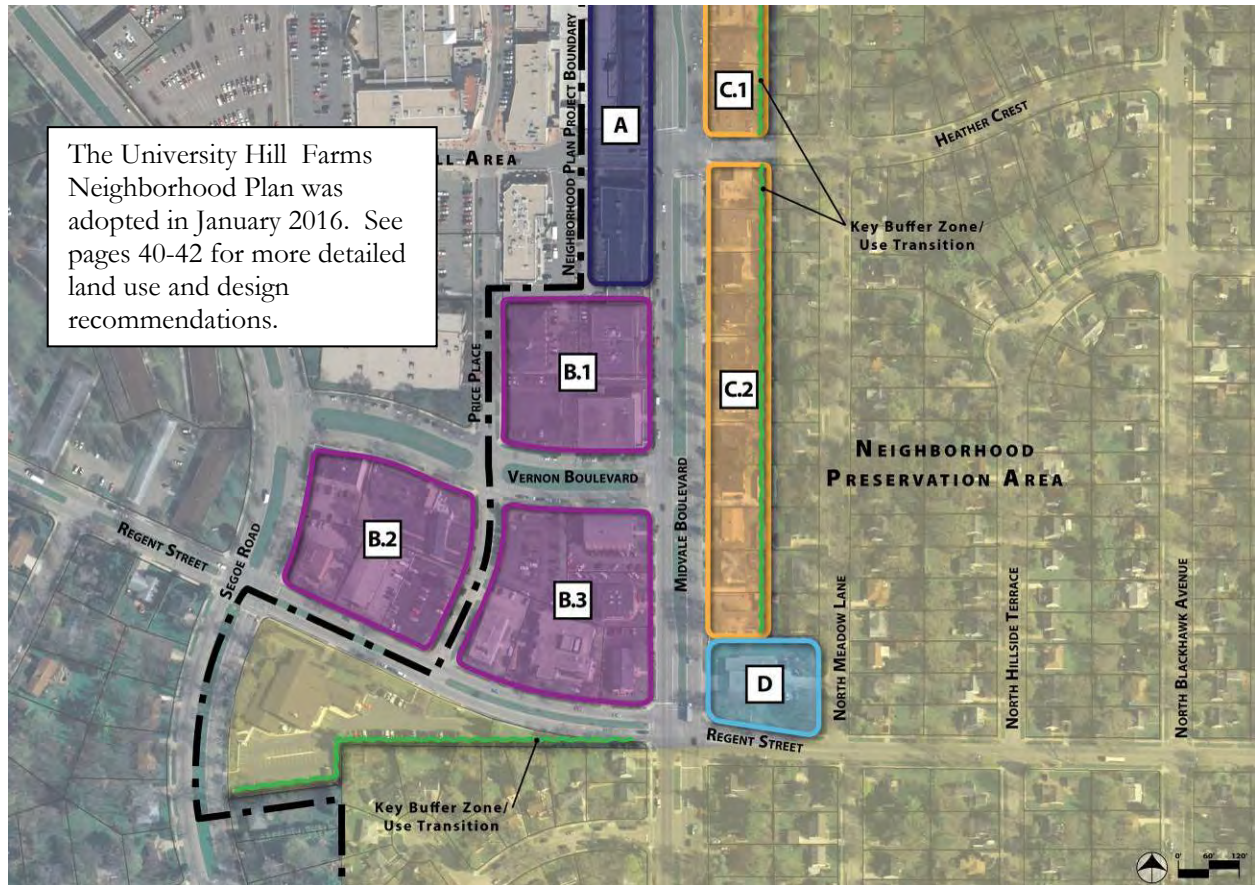 The University Hill Farms
Neighborhood Plan was
adopted in January 2016. See
pages 40-42 for more detailed
land use and design
recommendations.
LL AREA
NEIGHBORHOOD PLAN PROJECT BOUNDARY
A
C.1
HEATHER CREST
Key Buffer Zone/
Use Transition
PRICE PLACE
B.1
C.2
VERNON BOULEVARD
MIDVALE BOULEVARD
NEIGHBORHOOD
PRESERVATION AREA
REGENT STREET
SEGOE ROAD
B.2
B.3
D
NORTH MEADOW LANE
NORTH HILLSIDE TERRACE
NORTH BLACKHAWK AVENUE
REGENT STREET
Key Buffer Zone/
Use Transition
0' 60' 120'